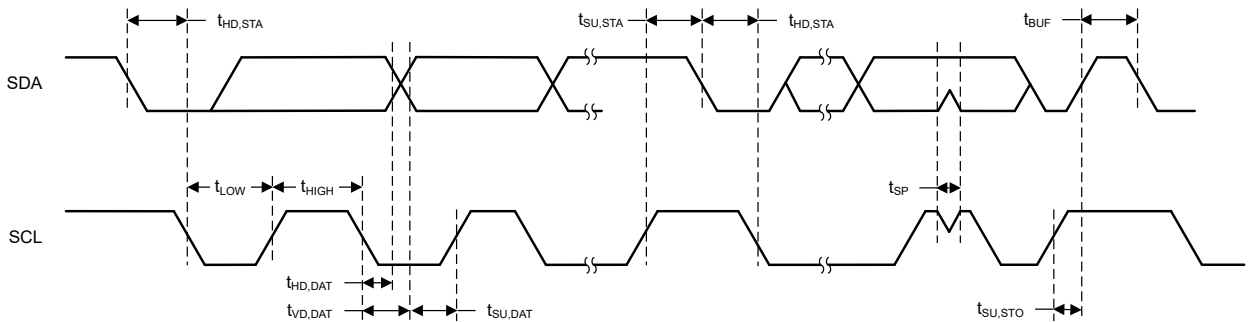 tHD,STA
tSU,STA
tHD,STA
tBUF
SDA
tLOW
tHIGH
tSP
SCL
tHD,DAT
tVD,DAT
tSU,DAT
tSU,STO